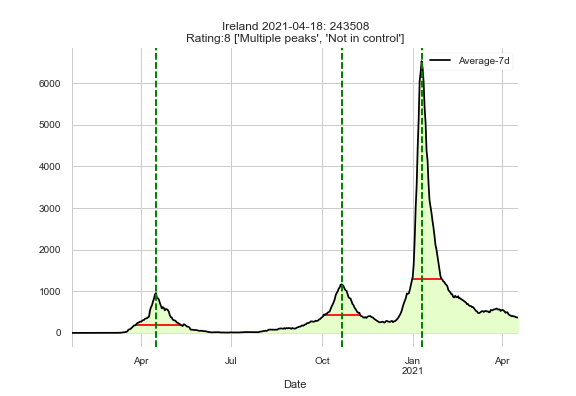 Ireland 2021-04-18: 243508
Rating:8 ['Multiple peaks', 'Not in control']
Average-7d
6000
5000
4000
3000
2000
1000
0
Apr
Jul
Oct
Jan
2021
Apr
Date